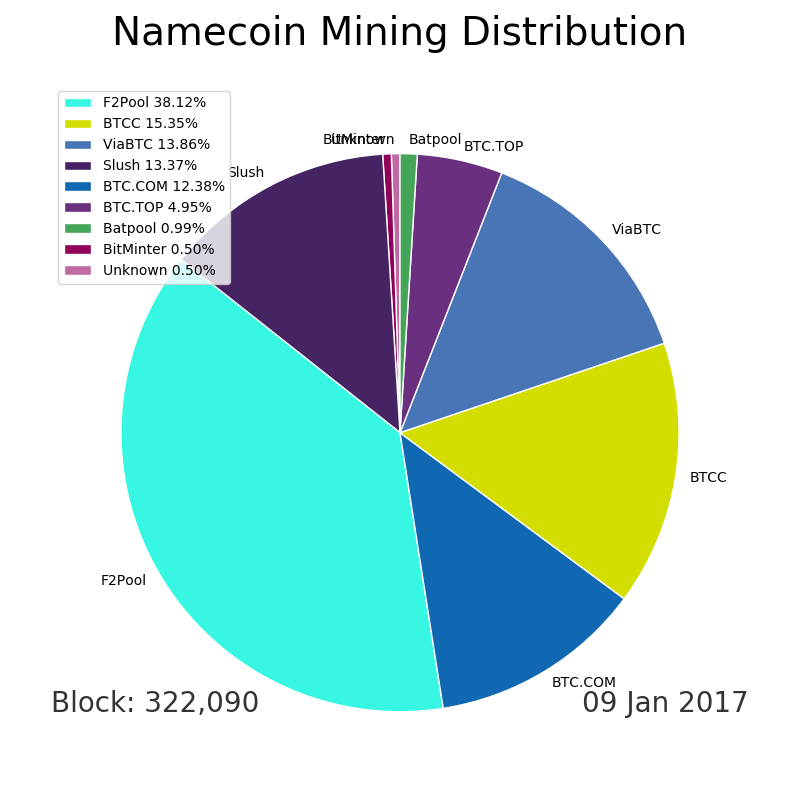 Namecoin Mining Distribution
F2Pool 38.12%
BTCC 15.35%
ViaBTC 13.86%
Slush 13.37%
BTC.COM 12.38%
BTC.TOP 4.95%
Batpool 0.99%
BitMinter 0.50%
Unknown 0.50%
BitMinter
Unknown
Batpool
BTC.TOP
Slush
ViaBTC
BTCC
F2Pool
BTC.COM
Block: 322,090
09 Jan 2017